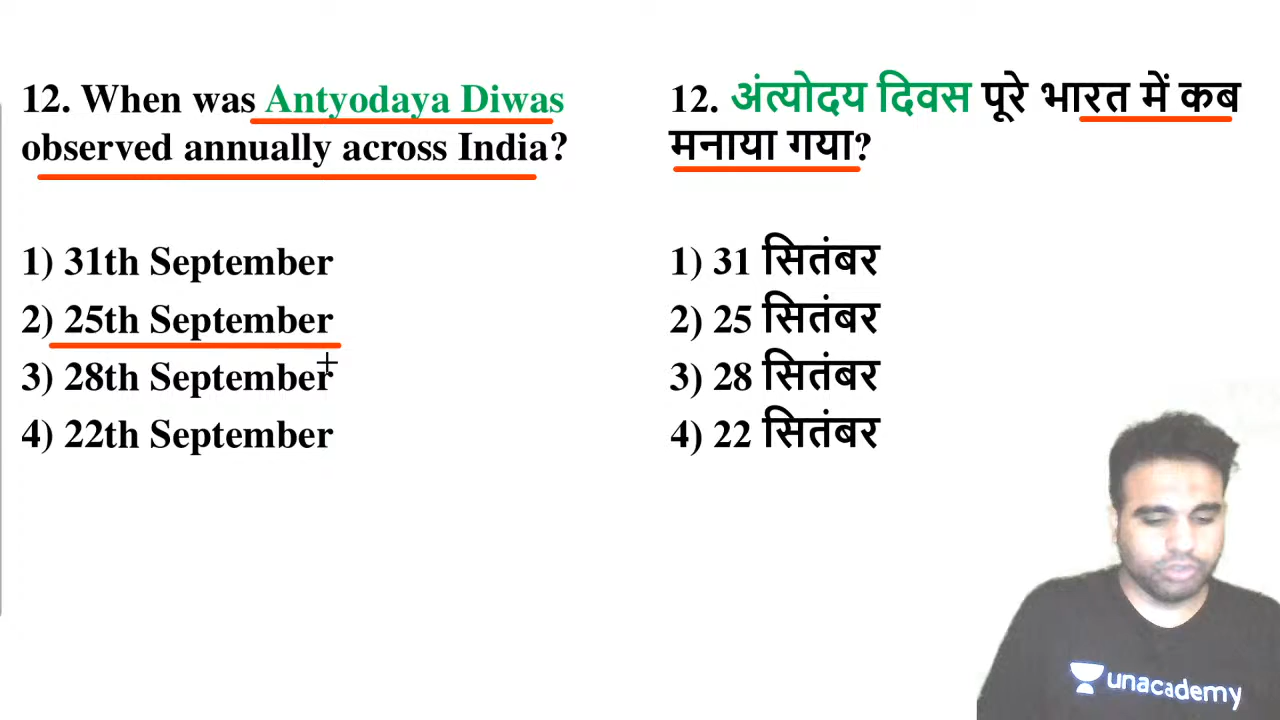 12. When was Antyodaya Diwas
observed annually across India?
1) 31th September
2) 25th September
3) 28th September
4) 22th September
12. अंत्योदय दिवस पूरे भारत में कब
मनाया गया?
1) 31 सितंबर
2) 25 सितंबर
3) 28 सितंबर
4) 22 सितंबर
unacademy